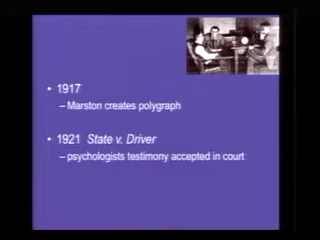 • 1917
– Marston creates polygraph
• 1921 State v. Driver
– psychologists testimony accepted in court